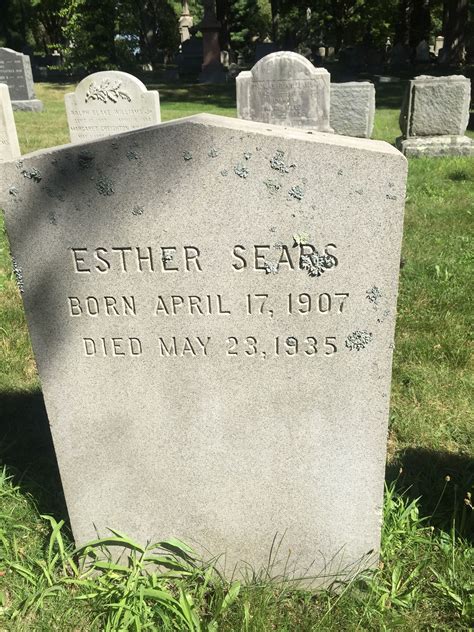 ESTHER SEARS
BORN APRIL 17, 1907
DIED MAY 23, 1935